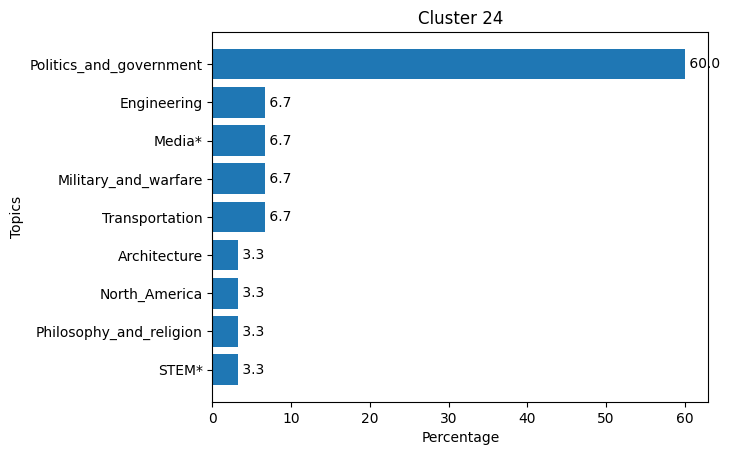 Cluster 24
Politics_and_government 60.0
Engineering 6.7
Media* 6.7
Military_and_warfare 6.7
Transportation 6.7
Architecture 3.3
North_America 3.3
Philosophy_and_religion 3.3
STEM* 3.3
Topics
0 10 20 30 40 50 60
Percentage